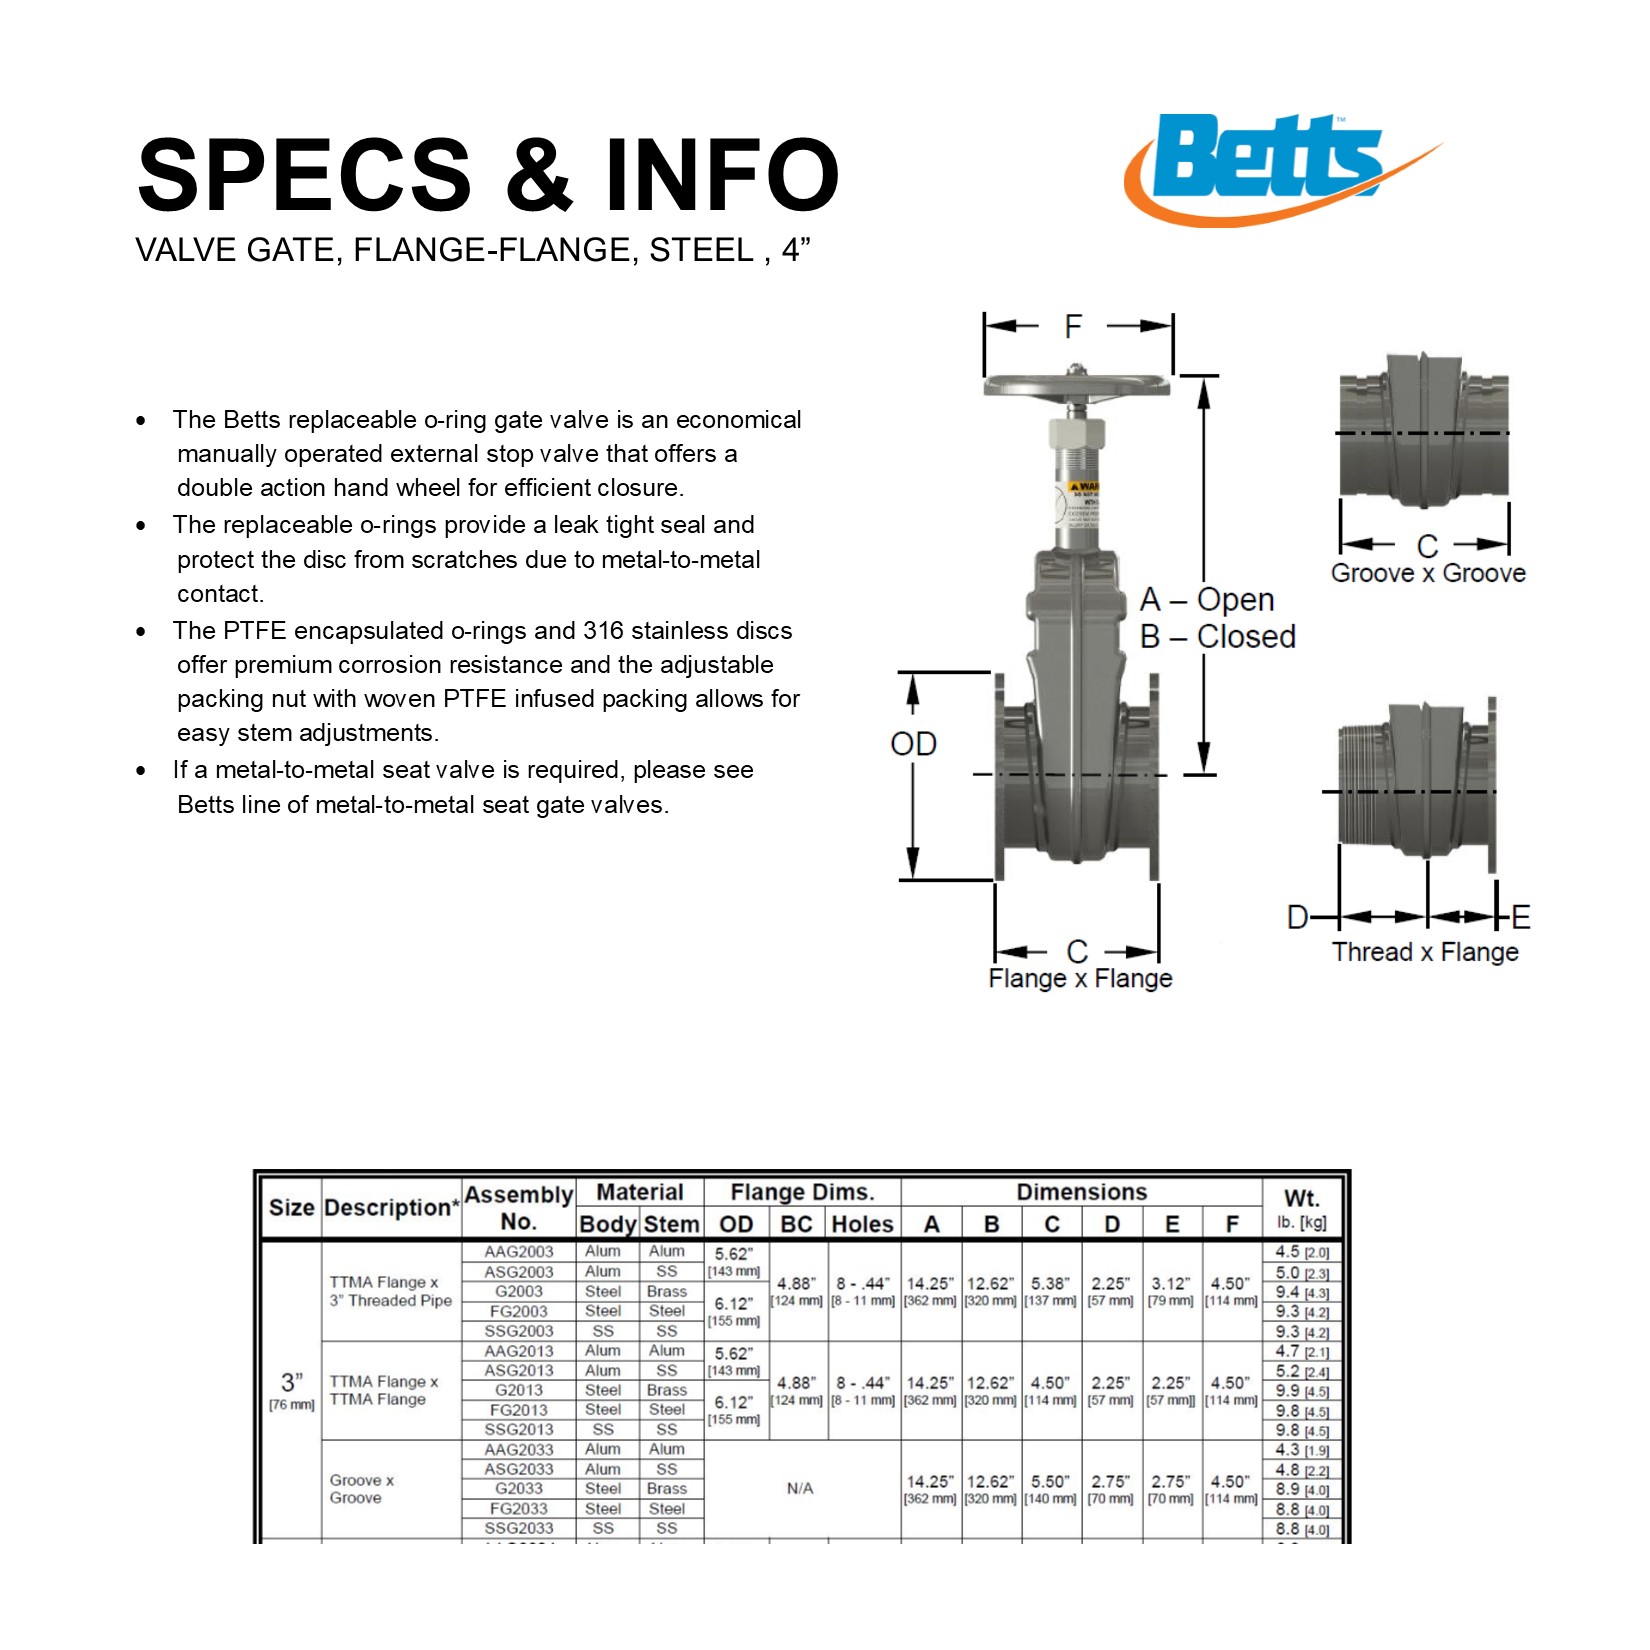 Betts™
SPECS & INFO
VALVE GATE, FLANGE-FLANGE, STEEL , 4”
• The Betts replaceable o-ring gate valve is an economical
manually operated external stop valve that offers a
double action hand wheel for efficient closure.
• The replaceable o-rings provide a leak tight seal and
protect the disc from scratches due to metal-to-metal
contact.
• The PTFE encapsulated o-rings and 316 stainless discs
offer premium corrosion resistance and the adjustable
packing nut with woven PTFE infused packing allows for
easy stem adjustments.
• If a metal-to-metal seat valve is required, please see
Betts line of metal-to-metal seat gate valves.
F
A – Open
B – Closed
OD
C
Flange x Flange
C
Groove x Groove
D E
Thread x Flange
Size Description* Assembly No. Material Flange Dims. Dimensions Wt. lb. [kg]
Body Stem OD BC Holes A B C D E F
3” [76 mm]
TTMA Flange x
3” Threaded Pipe
AAG2003 Alum Alum 4.5 [2.0]
ASG2003 Alum SS 5.0 [2.3]
G2003 Steel Brass 9.4 [4.3]
FG2003 Steel Steel 9.3 [4.2]
SSG2003 SS SS 9.3 [4.2]
5.62” [143 mm]
6.12” [155 mm]
4.88” 8 - .44” 14.25” 12.62” 5.38” 2.25” 3.12” 4.50”
[124 mm] [8 - 11 mm] [362 mm] [320 mm] [137 mm] [57 mm] [79 mm] [114 mm]
TTMA Flange x
TTMA Flange
AAG2013 Alum Alum 4.7 [2.1]
ASG2013 Alum SS 5.2 [2.4]
G2013 Steel Brass 9.9 [4.5]
FG2013 Steel Steel 9.8 [4.5]
SSG2013 SS SS 9.8 [4.5]
5.62” [143 mm]
6.12” [155 mm]
4.88” 8 - .44” 14.25” 12.62” 4.50” 2.25” 2.25” 4.50”
[124 mm] [8 - 11 mm] [362 mm] [320 mm] [114 mm] [57 mm] [57 mm]] [114 mm]
Groove x
Groove
AAG2033 Alum Alum 4.3 [1.9]
ASG2033 Alum SS 4.8 [2.2]
G2033 Steel Brass 8.9 [4.0]
FG2033 Steel Steel 8.8 [4.0]
SSG2033 SS SS 8.8 [4.0]
N/A
14.25” 12.62” 5.50” 2.75” 2.75” 4.50”
[362 mm] [320 mm] [140 mm] [70 mm] [70 mm] [114 mm]